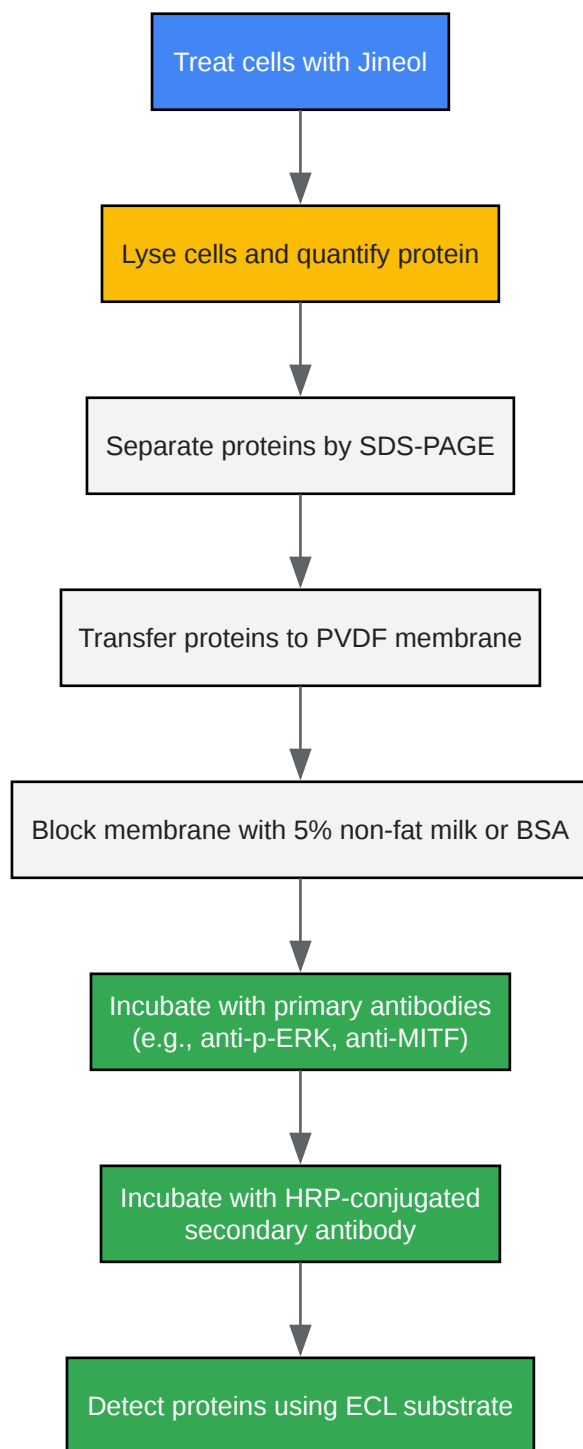 Treat cells with Jineol
Lyse cells and quantify protein
Separate proteins by SDS-PAGE
Transfer proteins to PVDF membrane
Block membrane with 5% non-fat milk or BSA
Incubate with primary antibodies
(e.g., anti-p-ERK, anti-MITF)
Incubate with HRP-conjugated
secondary antibody
Detect proteins using ECL substrate